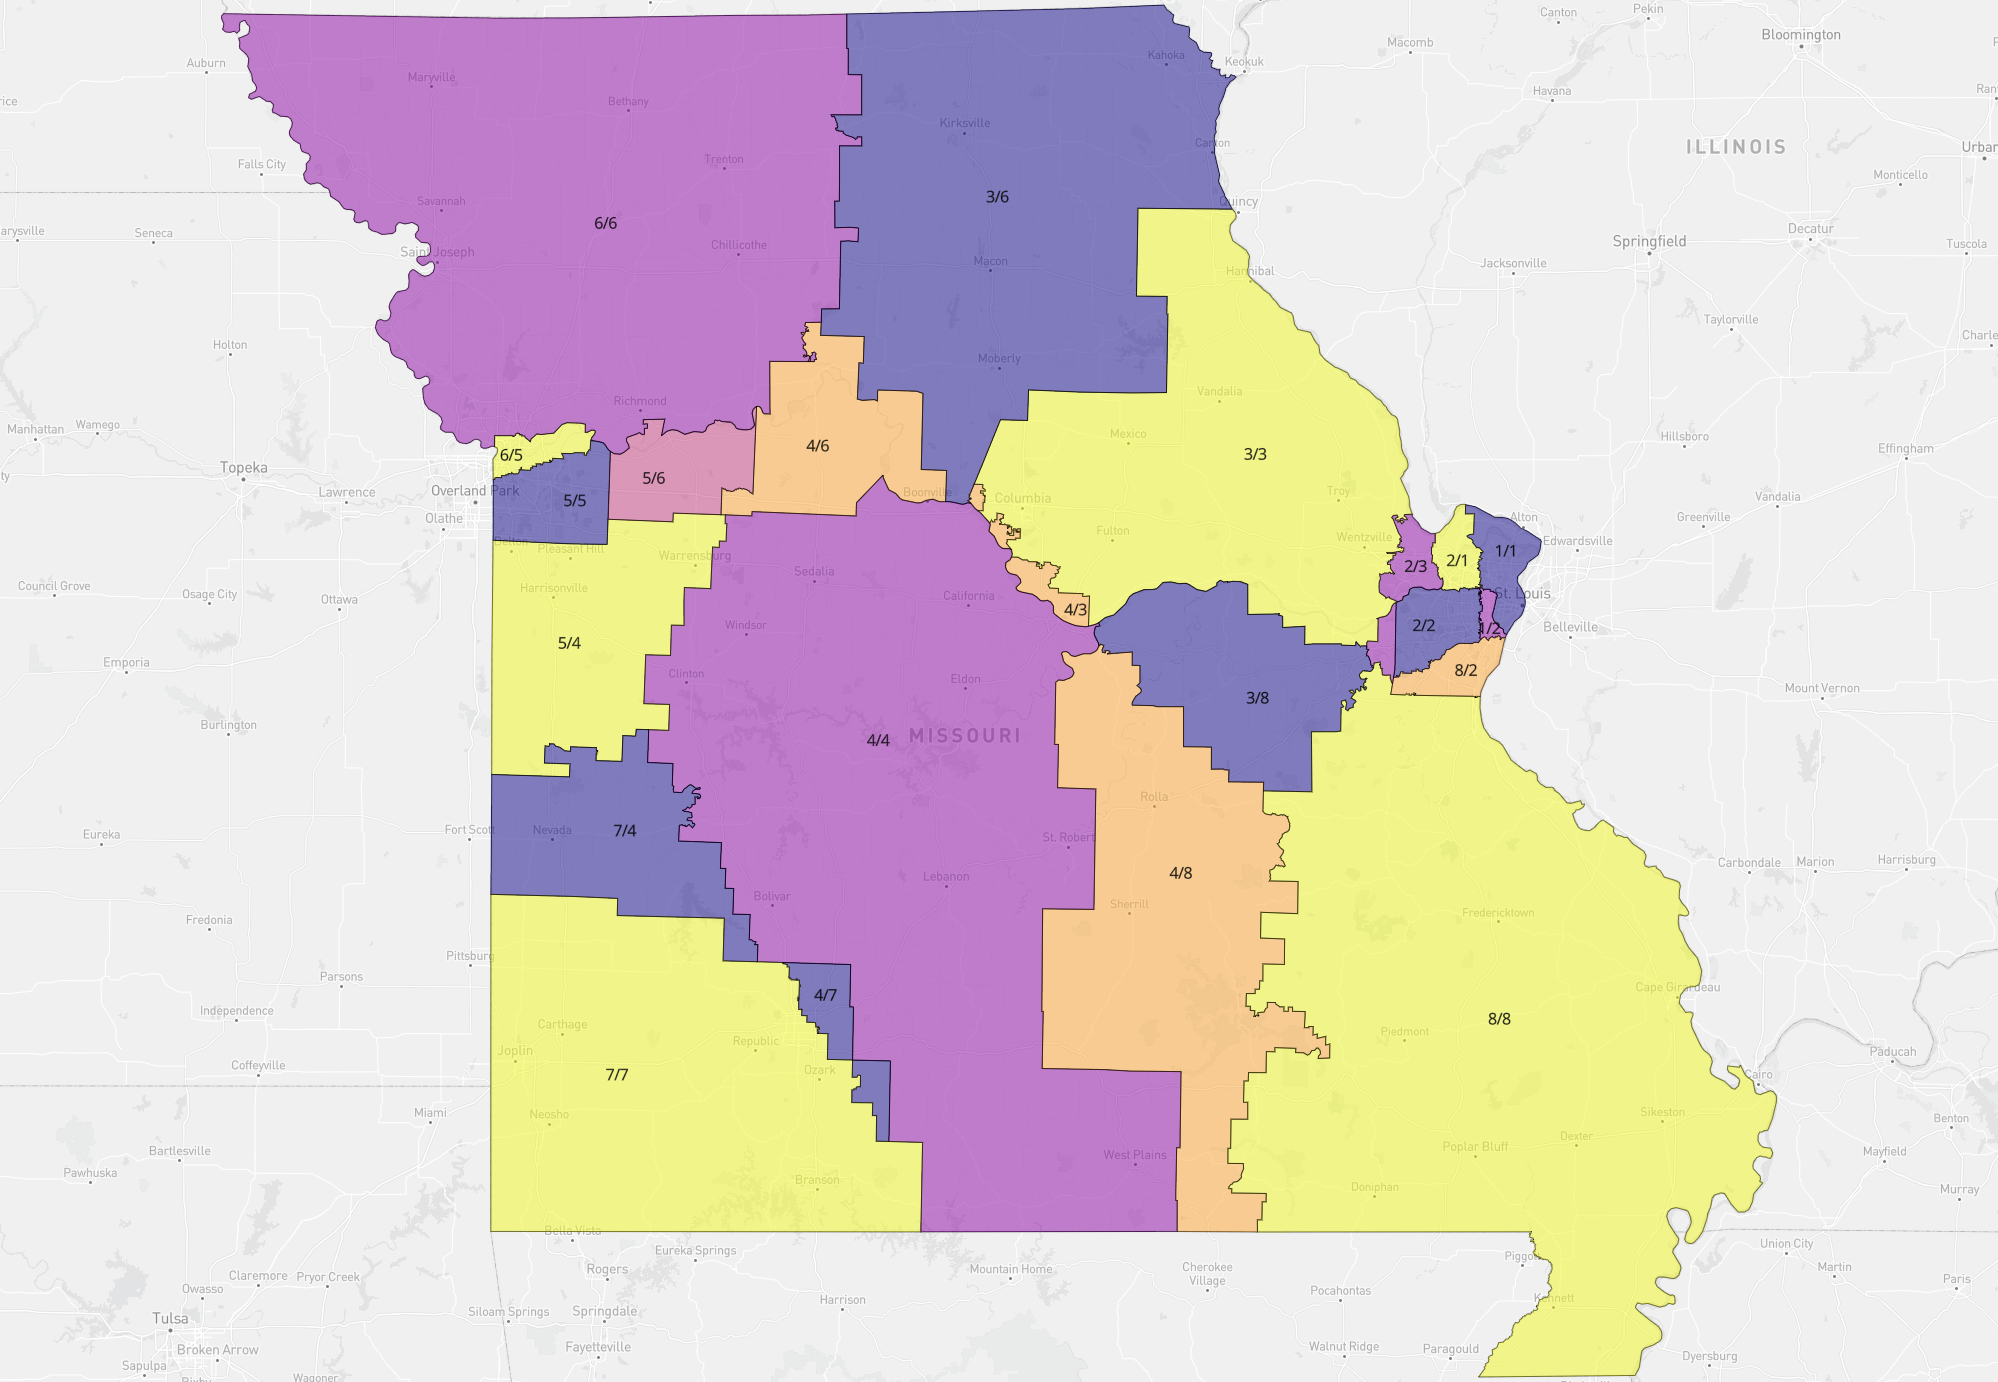 Canton
Pekin
Bloomington
Macomb
Auburn
Kahoka
Keokuk
Maryville
Havana
Bethany
Kirksville
ILLINOIS
Falls City
Trenton
Monticello
Savannah
3/6
Quincy
6/6
Seneca
Chillicothe
Springfield
Decatur
Tuscola
Saint Joseph
Macon
Hannibal
Jacksonville
Taylorville
Holton
Moberly
Vandalia
Richmond
Manhattan
Wamego
Mexico
Hillsboro
Effingham
4/6
6/5
3/3
Topeka
5/6
Lawrence
Overland Park
5/5
Boonville
Columbia
Troy
Vandalia
Olathe
Fulton
Alton
Greenville
Wentzville
Edwardsville
Pleasant Hill
Warrensburg
2/1
1/1
2/3
Sedalia
Council Grove
Osage City
Ottawa
Harrisonville
California
St. Louis
4/3
Windsor
2/2
1/2
Belleville
5/4
Emporia
Clinton
Eldon
8/2
3/8
Mount Vernon
Burlington
4/4
MISSOURI
Rolla
Eureka
Fort Scott
Nevada
7/4
St. Robert
Carbondale
Marion
Harrisburg
4/8
Lebanon
Bolivar
Sherrill
Fredericktown
Fredonia
Pittsburg
Parsons
4/7
Cape Girardeau
Independence
Carthage
8/8
Piedmont
Republic
Joplin
Paducah
Coffeyville
7/7
Ozark
Cairo
Miami
Neosho
Sikeston
Benton
Dexter
Bartlesville
Poplar Bluff
West Plains
Mayfield
Pawhuska
Branson
Doniphan
Murray
Bella Vista
Eureka Springs
Union City
Rogers
Mountain Home
Cherokee
Village
Martin
Claremore
Pryor Creek
Paris
Owasso
Pocahontas
Harrison
Kennett
Siloam Springs
Springdale
Tulsa
Fayetteville
Walnut Ridge
Paragould
Broken Arrow
Dyersburg
Sapulpa
Wagoner